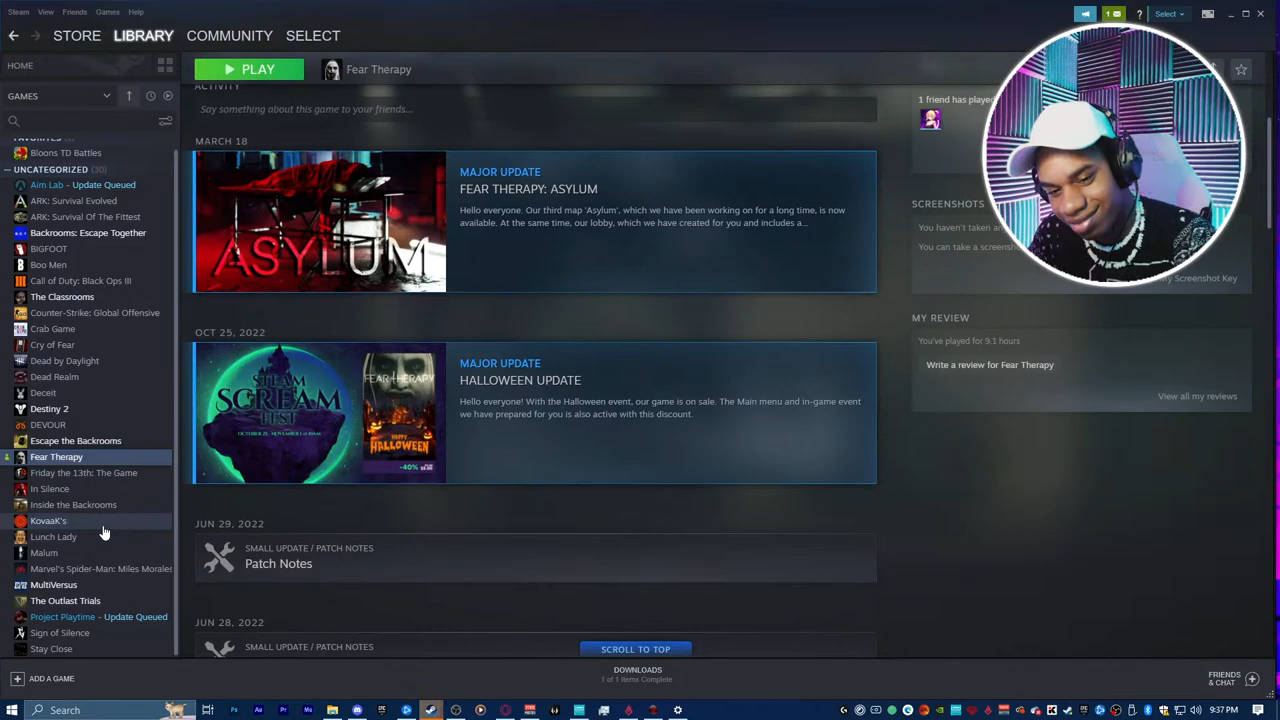 Steam View Friends Games Help
1
?
Select
STORE LIBRARY COMMUNITY SELECT
HOME
GAMES
FAVORITES
Bloons TD Battles
UNCATEGORIZED (30)
Aim Lab - Update Queued
ARK: Survival Evolved
ARK: Survival Of The Fittest
Backrooms: Escape Together
BIGFOOT
Boo Men
Call of Duty: Black Ops III
The Classrooms
Counter-Strike: Global Offensive
Crab Game
Cry of Fear
Dead by Daylight
Dead Realm
Deceit
Destiny 2
DEVOUR
Escape the Backrooms
Fear Therapy
Friday the 13th: The Game
In Silence
Inside the Backrooms
KovaaK's
Lunch Lady
Malum
Marvel's Spider-Man: Miles Morales
MultiVersus
The Outlast Trials
Project Playtime - Update Queued
Sign of Silence
Stay Close
PLAY
Fear Therapy
ACTIVITY
Say something about this game to your friends...
MARCH 18
ASYLUM
MAJOR UPDATE
FEAR THERAPY: ASYLUM
Hello everyone. Our third map 'Asylum', which we have been working on for a long time, is now
available. At the same time, our lobby, which we have created for you and includes a...
OCT 25, 2022
STEAM
SCREAM
FEST
FEAR THERAPY
HAPPY
HALLOWEEN
-40%
MAJOR UPDATE
HALLOWEEN UPDATE
Hello everyone! With the Halloween event, our game is on sale. The Main menu and in-game event
we have prepared for you is also active with this discount.
JUN 29, 2022
SMALL UPDATE / PATCH NOTES
Patch Notes
JUN 28, 2022
SMALL UPDATE / PATCH NOTES
SCROLL TO TOP
1 friend has played
SCREENSHOTS
You haven't taken
You can take a screensh
Screenshot Key
MY REVIEW
You've played for 9.1 hours
Write a review for Fear Therapy
View all my reviews
ADD A GAME
DOWNLOADS
1 of 1 Items Complete
FRIENDS
& CHAT
Search
Ps Ae Pr Me
9:37 PM